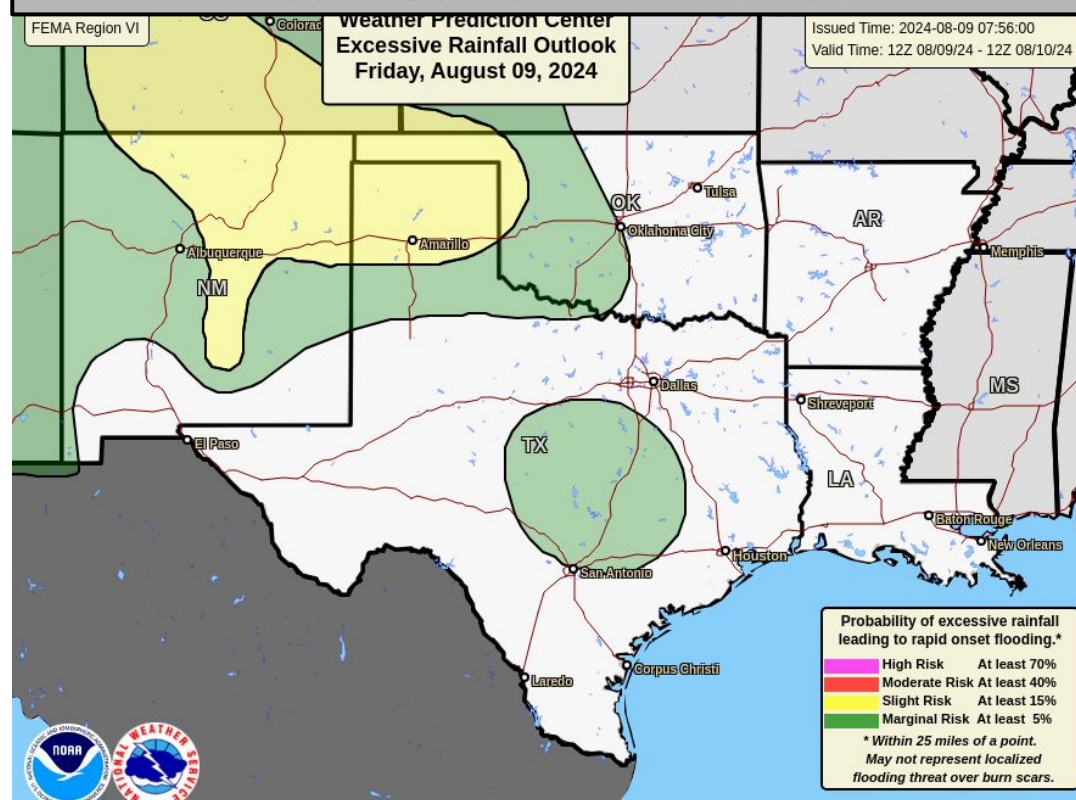 FEMA Region VI
Weather Prediction Center
Excessive Rainfall Outlook
Friday, August 09, 2024
Issued Time: 2024-08-09 07:56:00
Valid Time: 12Z 08/09/24 - 12Z 08/10/24
Tulsa
OK
Oklahoma City
AR
Albuquerque
Amarillo
Memphis
NM
Dallas
MS
Shreveport
El Paso
TX
LA
Baton Rouge
New Orleans
Houston
San Antonio
Corpus Christi
Laredo
Probability of excessive rainfall
leading to rapid onset flooding.*
High Risk At least 70%
Moderate Risk At least 40%
Slight Risk At least 15%
Marginal Risk At least 5%
* Within 25 miles of a point.
May not represent localized
flooding threat over burn scars.
NOAA
NATIONAL WEATHER SERVICE